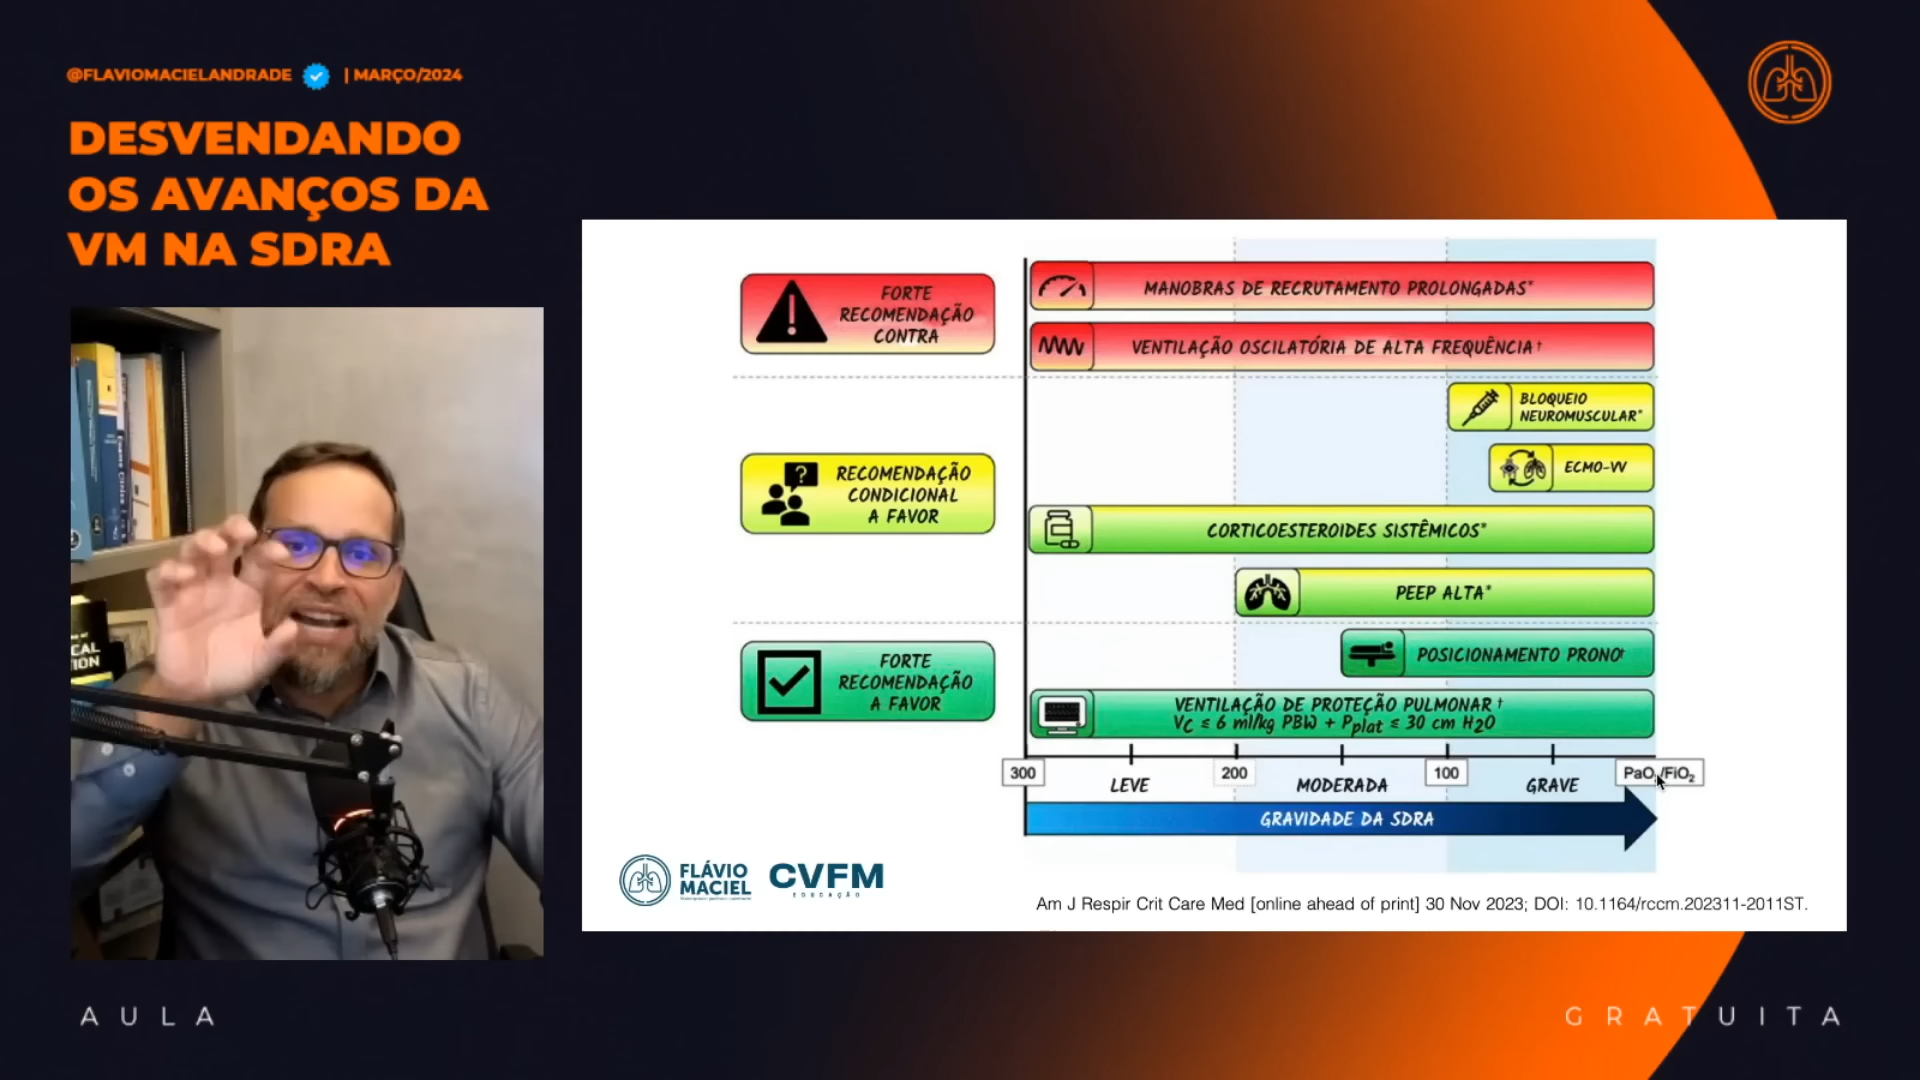 @FLAVIOMACIELANDRADE | MARÇO/2024
DESVENDANDO
OS AVANÇOS DA
VM NA SDRA
FORTE
RECOMENDAÇÃO
CONTRA
MANOBRAS DE RECRUTAMENTO PROLONGADAS*
VENTILAÇÃO OSCILATÓRIA DE ALTA FREQUÊNCIA†
BLOQUEIO
NEUROMUSCULAR*
ECMO-VV
RECOMENDAÇÃO
CONDICIONAL
A FAVOR
?
CORTICOESTEROIDES SISTÊMICOS*
PEEP ALTA*
FORTE
RECOMENDAÇÃO
A FAVOR
POSICIONAMENTO PRONO†
VENTILAÇÃO DE PROTEÇÃO PULMONAR †
Vc ≤ 6 ml/kg PBW + Pplat ≤ 30 cm H2O
300
200
100
PaO₂/FiO₂
LEVE
MODERADA
GRAVE
GRAVIDADE DA SDRA
FLÁVIO
MACIEL
CVFM
EDUCAÇÃO
Am J Respir Crit Care Med [online ahead of print] 30 Nov 2023; DOI: 10.1164/rccm.202311-2011ST.
CAL
ION
AULA
GRATUITA